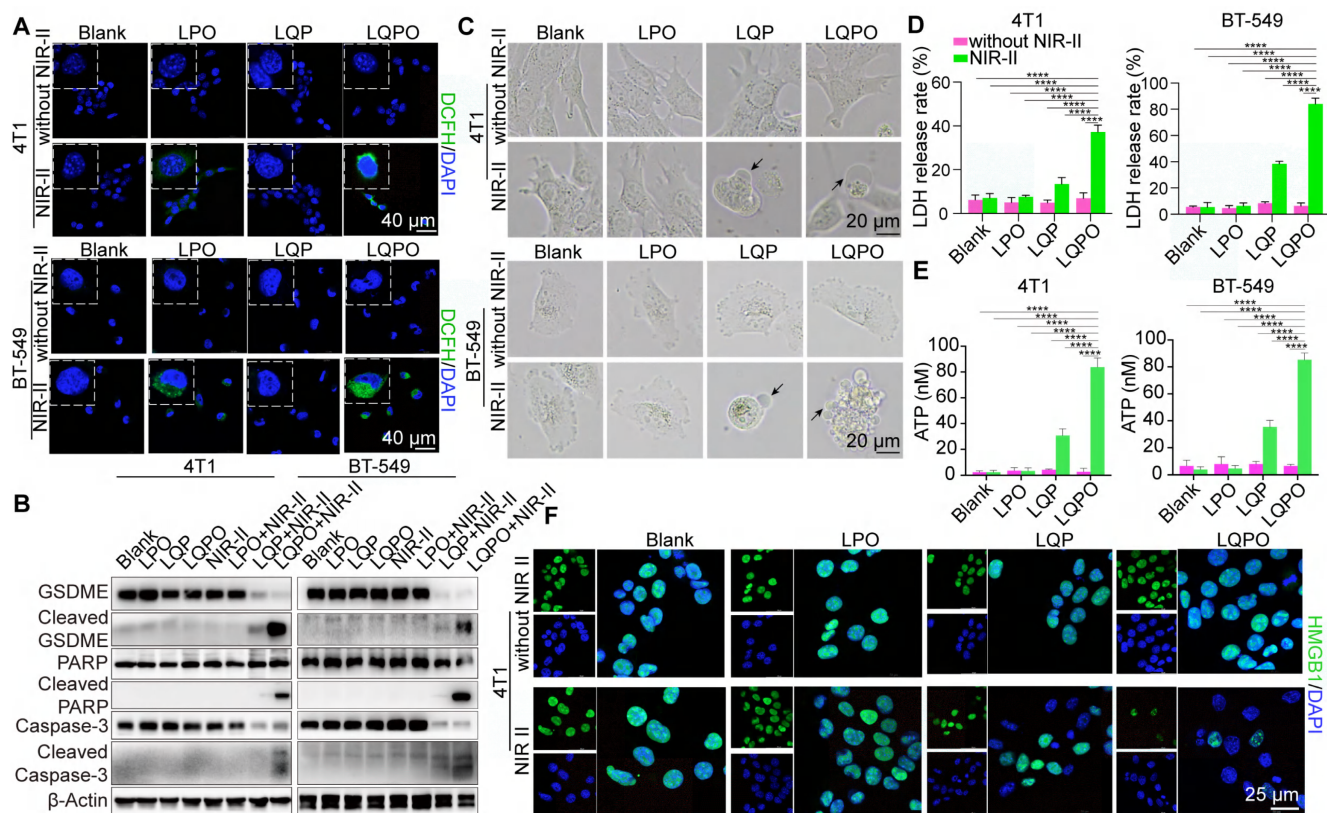 A
Blank LPO LQP LQPO
4T1
without NIR-II
NIR-II
DCFH/DAPI
40 µm
Blank LPO LQP LQPO
BT-549
without NIR-II
NIR-II
DCFH/DAPI
40 µm
4T1 BT-549
B
Blank LPO LQP LQPO NIR-II LPO+NIR-II LQP+NIR-II LQPO+NIR-II
Blank LPO LQP LQPO NIR-II LPO+NIR-II LQP+NIR-II LQPO+NIR-II
GSDME
Cleaved
GSDME
PARP
Cleaved
PARP
Caspase-3
Cleaved
Caspase-3
β-Actin
C
Blank LPO LQP LQPO
4T1
without NIR-II
NIR-II
20 µm
Blank LPO LQP LQPO
BT-549
without NIR-II
NIR-II
20 µm
D
4T1
without NIR-II
NIR-II
LDH release rate (%)
60
40
20
0
****
****
****
****
****
****
****
Blank LPO LQP LQPO
BT-549
LDH release rate (%)
100
80
60
40
20
0
****
****
****
****
****
****
****
Blank LPO LQP LQPO
E
4T1
ATP (nM)
100
80
60
40
20
0
****
****
****
****
****
****
****
Blank LPO LQP LQPO
BT-549
ATP (nM)
100
80
60
40
20
0
****
****
****
****
****
****
****
Blank LPO LQP LQPO
F
Blank LPO LQP LQPO
4T1
without NIR II
NIR II
HMGB1/DAPI
25 µm